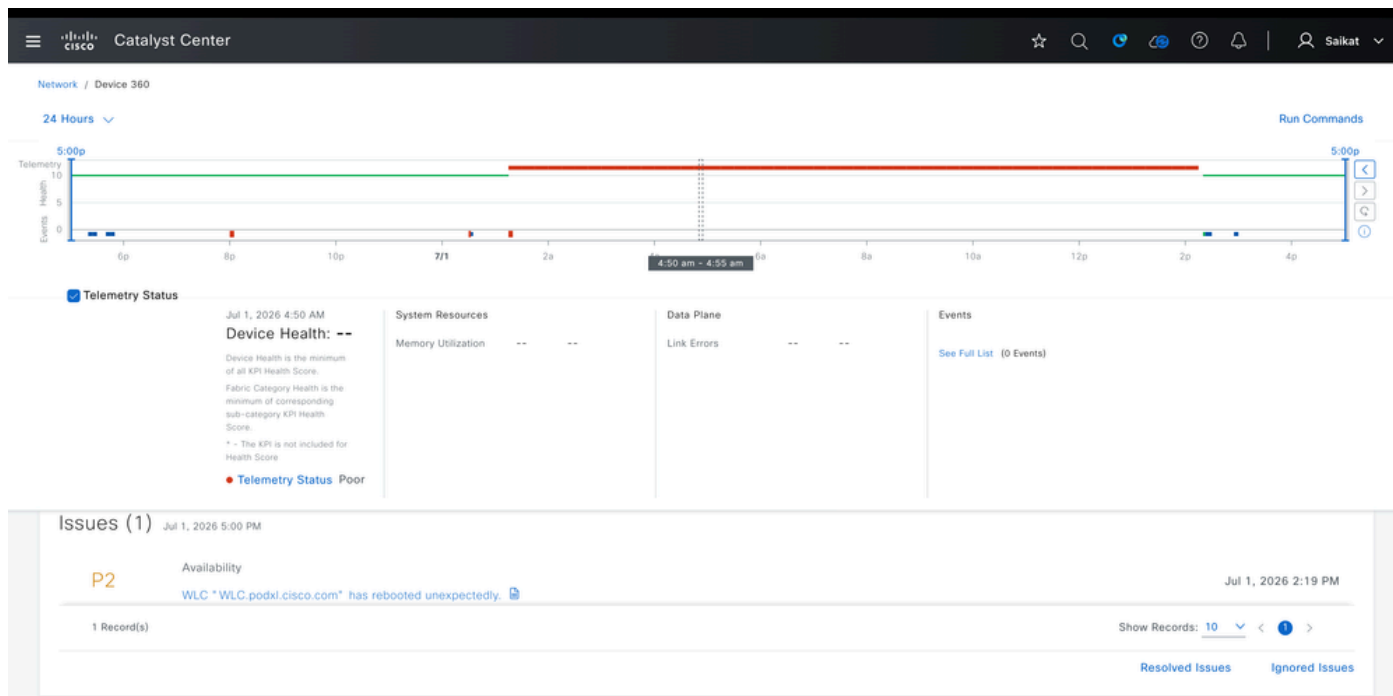 cisco Catalyst Center
Saikat
Network / Device 360
24 Hours
Run Commands
5:00p
5:00p
Telemetry
10
Health
5
Events
0
6p
8p
10p
7/1
2a
6a
8a
10a
12p
2p
4p
4:50 am - 4:55 am
Telemetry Status
Jul 1, 2026 4:50 AM
Device Health: --
Device Health is the minimum
of all KPI Health Score.
Fabric Category Health is the
minimum of corresponding
sub-category KPI Health
Score.
* - The KPI is not included for
Health Score
Telemetry Status Poor
System Resources
Memory Utilization -- --
Data Plane
Link Errors -- --
Events
See Full List (0 Events)
Issues (1) Jul 1, 2026 5:00 PM
P2
Availability
WLC "WLC.podxl.cisco.com" has rebooted unexpectedly.
Jul 1, 2026 2:19 PM
1 Record(s)
Show Records: 10 < 1 >
Resolved Issues
Ignored Issues